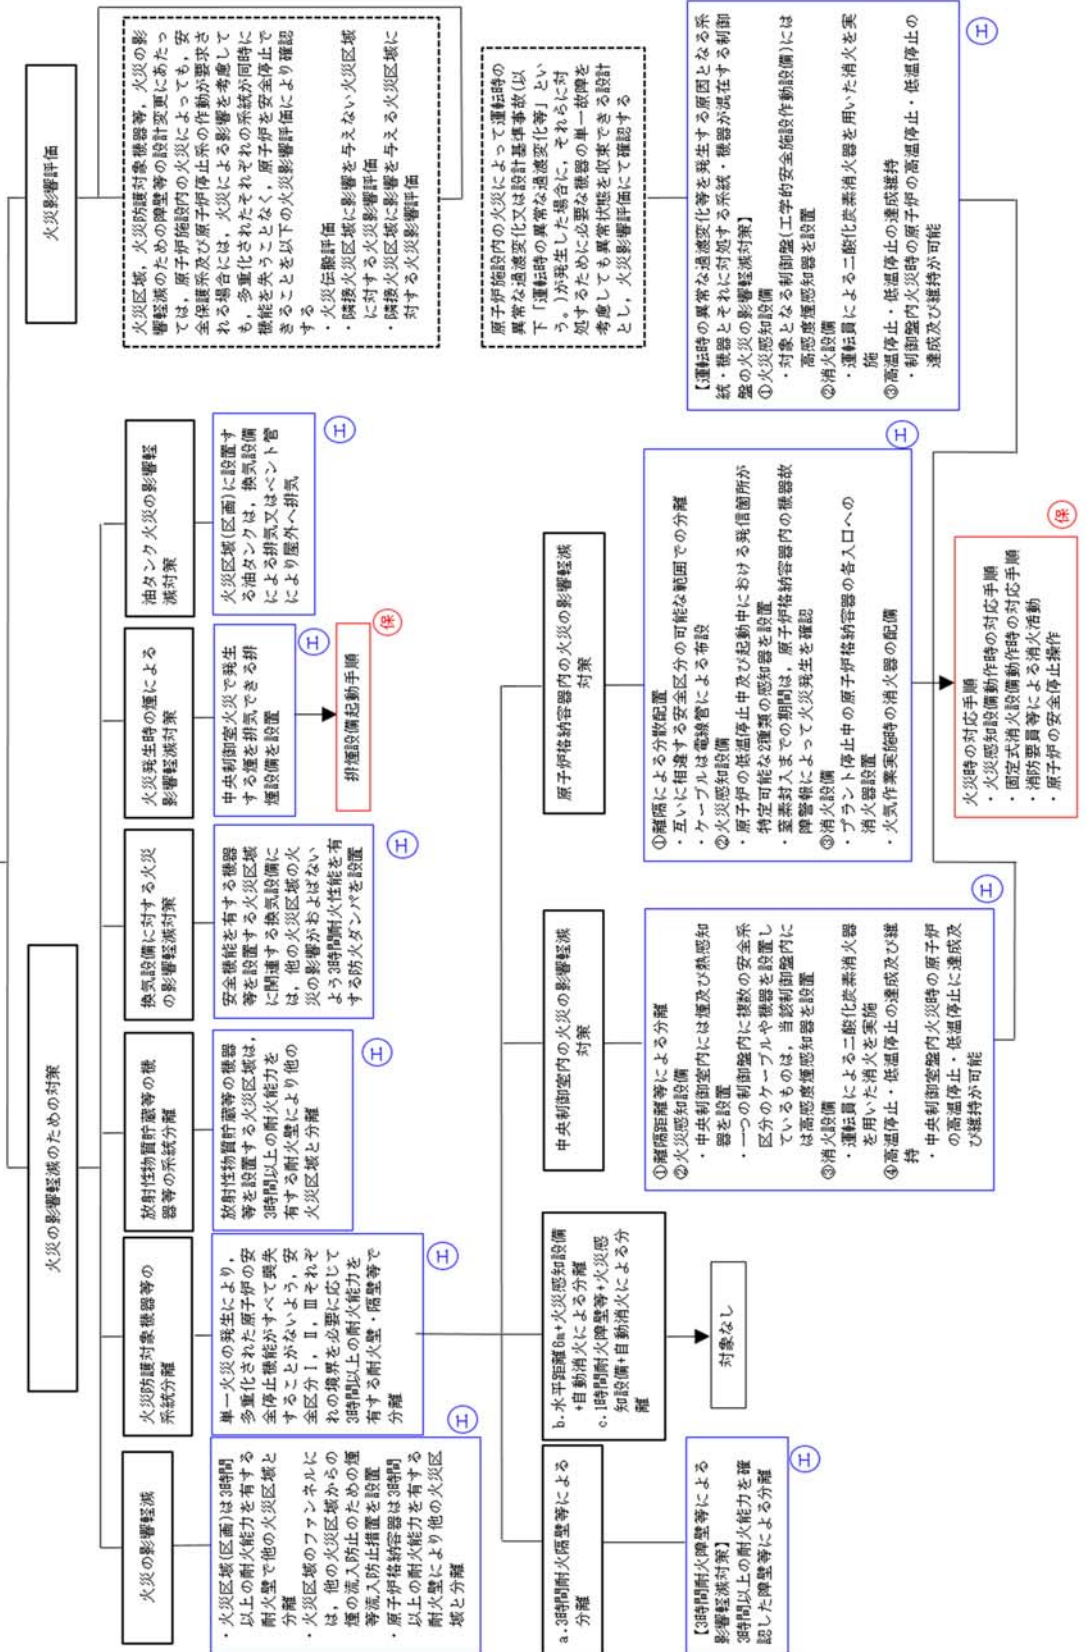 火災の影響軽減のための対策
火災の影響軽減
・火災区域(区画)は3時間
以上の耐火能力を有する
耐火壁で他の火災区域と
分離
・火災区域のファンネルに
は，他の火災区域からの
煙の流入防止のための煙
等流入防止措置を設置
・原子炉格納容器は3時間
以上の耐火能力を有する
耐火壁により他の火災区
域と分離
エ
火災防護対象機器等の
系統分離
単一火災の発生により，
多重化された原子炉の安
全停止機能がすべて喪失
することがないよう，安
全区分Ⅰ，Ⅱ，Ⅲそれぞ
れの境界を必要に応じて
3時間以上の耐火能力を
有する耐火壁・隔壁等で
分離
エ
放射性物質貯蔵等の機
器等の系統分離
放射性物質貯蔵等の機器
等を設置する火災区域は，
3時間以上の耐火能力を
有する耐火壁により他の
火災区域と分離
エ
換気設備に対する火災
の影響軽減対策
安全機能を有する機器
等を設置する火災区域
に関連する換気設備に
は，他の火災区域の火
災の影響がおよばない
よう3時間耐火性能を有
する防火ダンパを設置
エ
火災発生時の煙による
影響軽減対策
中央制御室火災で発生
する煙を排気できる排
煙設備を設置
エ
排煙設備起動手順
保
油タンク火災の影響軽
減対策
火災区域(区画)に設置す
る油タンクは，換気設備
による排気又はベント管
により屋外へ排気
エ
a.3時間耐火隔壁等による
分離
【3時間耐火障壁等による
影響軽減対策】
3時間以上の耐火能力を確
認した障壁等による分離
エ
b.水平距離6m+火災感知設備
+自動消火による分離
c.1時間耐火障壁等+火災感
知設備+自動消火による分
離
対象なし
中央制御室内の火災の影響軽減
対策
①離隔距離等による分離
②火災感知設備
・中央制御室内には煙及び熱感知
器を設置
・一つの制御盤内に複数の安全系
区分のケーブルや機器を設置し
ているものは，当該制御盤内に
は高感度煙感知器を設置
③消火設備
・運転員による二酸化炭素消火器
を用いた消火を実施
④高温停止・低温停止の達成及び維
持
・中央制御室盤内火災時の原子炉
の高温停止・低温停止に達成及
び維持が可能
エ
原子炉格納容器内の火災の影響軽減
対策
①離隔による分散配置
・互いに相違する安全区分の可能な範囲での分離
・ケーブルは電線管による布設
②火災感知設備
・原子炉の低温停止中及び起動中における発信箇所が
特定可能な2種類の感知器を設置
・窒素封入までの期間は，原子炉格納容器内の機器故
障警報によって火災発生を確認
③消火設備
・プラント停止中の原子炉格納容器の各入口への
消火器設置
・火気作業実施時の消火器の配備
エ
火災時の対応手順
・火災感知設備動作時の対応手順
・固定式消火設備動作時の対応手順
・消防要員等による消火活動
・原子炉の安全停止操作
保
火災影響評価
火災区域，火災防護対象機器等，火災の影
響軽減のための障壁等の設計変更にあたっ
ては，原子炉施設内の火災によっても，安
全保護系及び原子炉停止系の作動が要求さ
れる場合には，火災による影響を考慮して
も，多重化されたそれぞれの系統が同時に
機能を失うことなく，原子炉を安全停止で
きることを以下の火災影響評価により確認
する
・火災伝搬評価
・隣接火災区域に影響を与えない火災区域
に対する火災影響評価
・隣接火災区域に影響を与える火災区域に
対する火災影響評価
原子炉施設内の火災によって運転時の
異常な過渡変化又は設計基準事故(以
下「運転時の異常な過渡変化等」とい
う。)が発生した場合に，それらに対
処するために必要な機器の単一故障を
考慮しても異常状態を収束できる設計
とし，火災影響評価にて確認する
【運転時の異常な過渡変化等を発生する原因となる系
統・機器とそれに対処する系統・機器が混在する制御
盤の火災の影響軽減対策】
①火災感知設備
・対象となる制御盤(工学的安全施設作動設備)には
高感度煙感知器を設置
②消火設備
・運転員による二酸化炭素消火器を用いた消火を実
施
③高温停止・低温停止の達成維持
・制御盤内火災時の原子炉の高温停止・低温停止の
達成及び維持が可能
エ